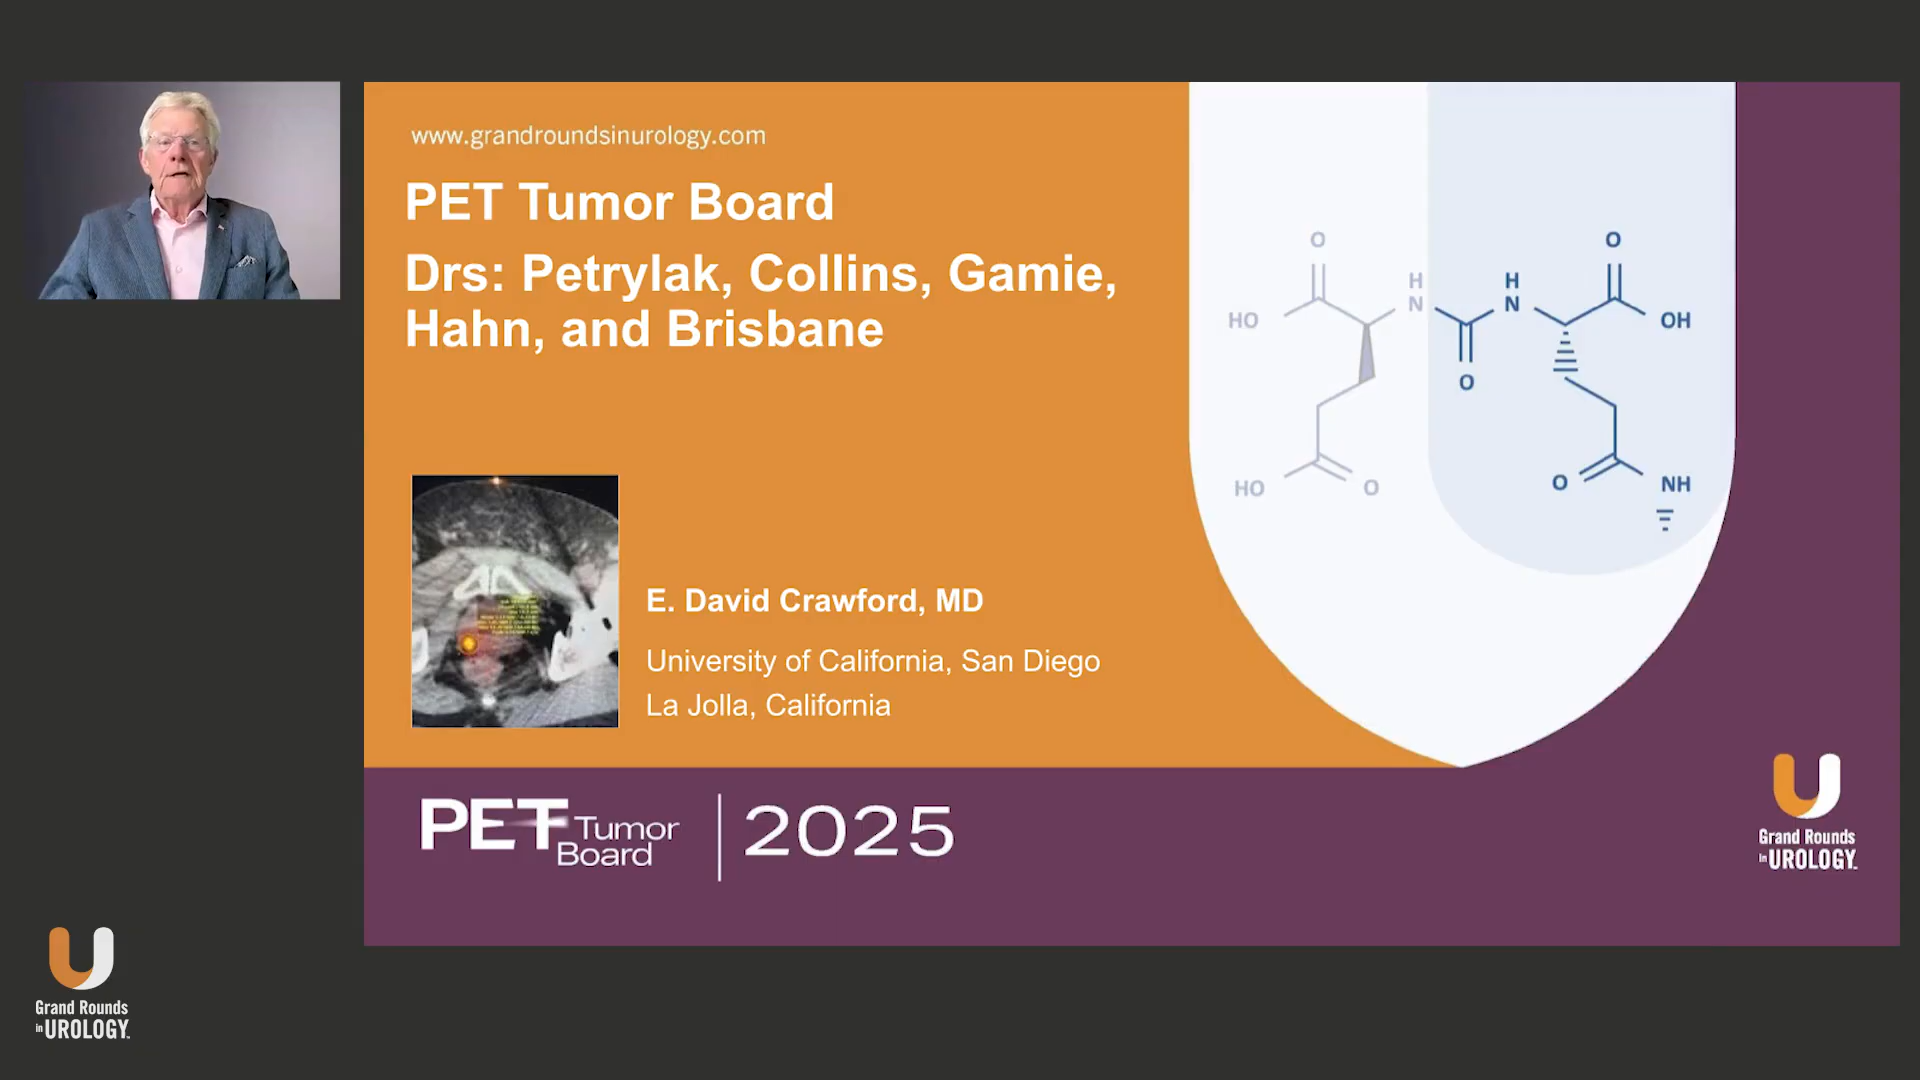 www.grandroundsinurology.com
PET Tumor Board
Drs: Petrylak, Collins, Gamie,
Hahn, and Brisbane
E. David Crawford, MD
University of California, San Diego
La Jolla, California
O
O
H
N
H
N
HO
OH
O
HO
O
O
NH
PET Tumor
Board
2025
Grand Rounds
in UROLOGY
Grand Rounds
in UROLOGY